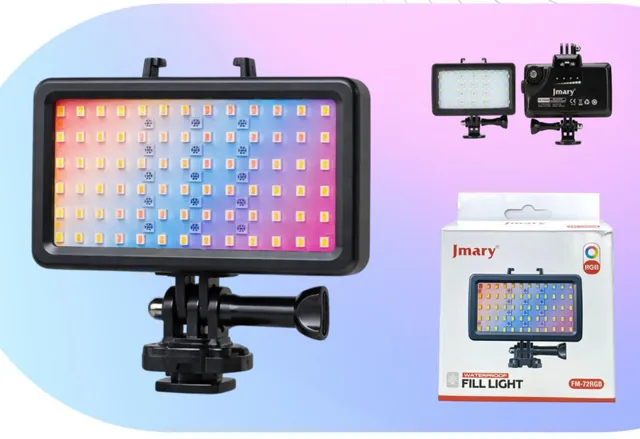 Jmary
Jmary
RGB
WATERPROOF
FILL LIGHT
FM-72RGB